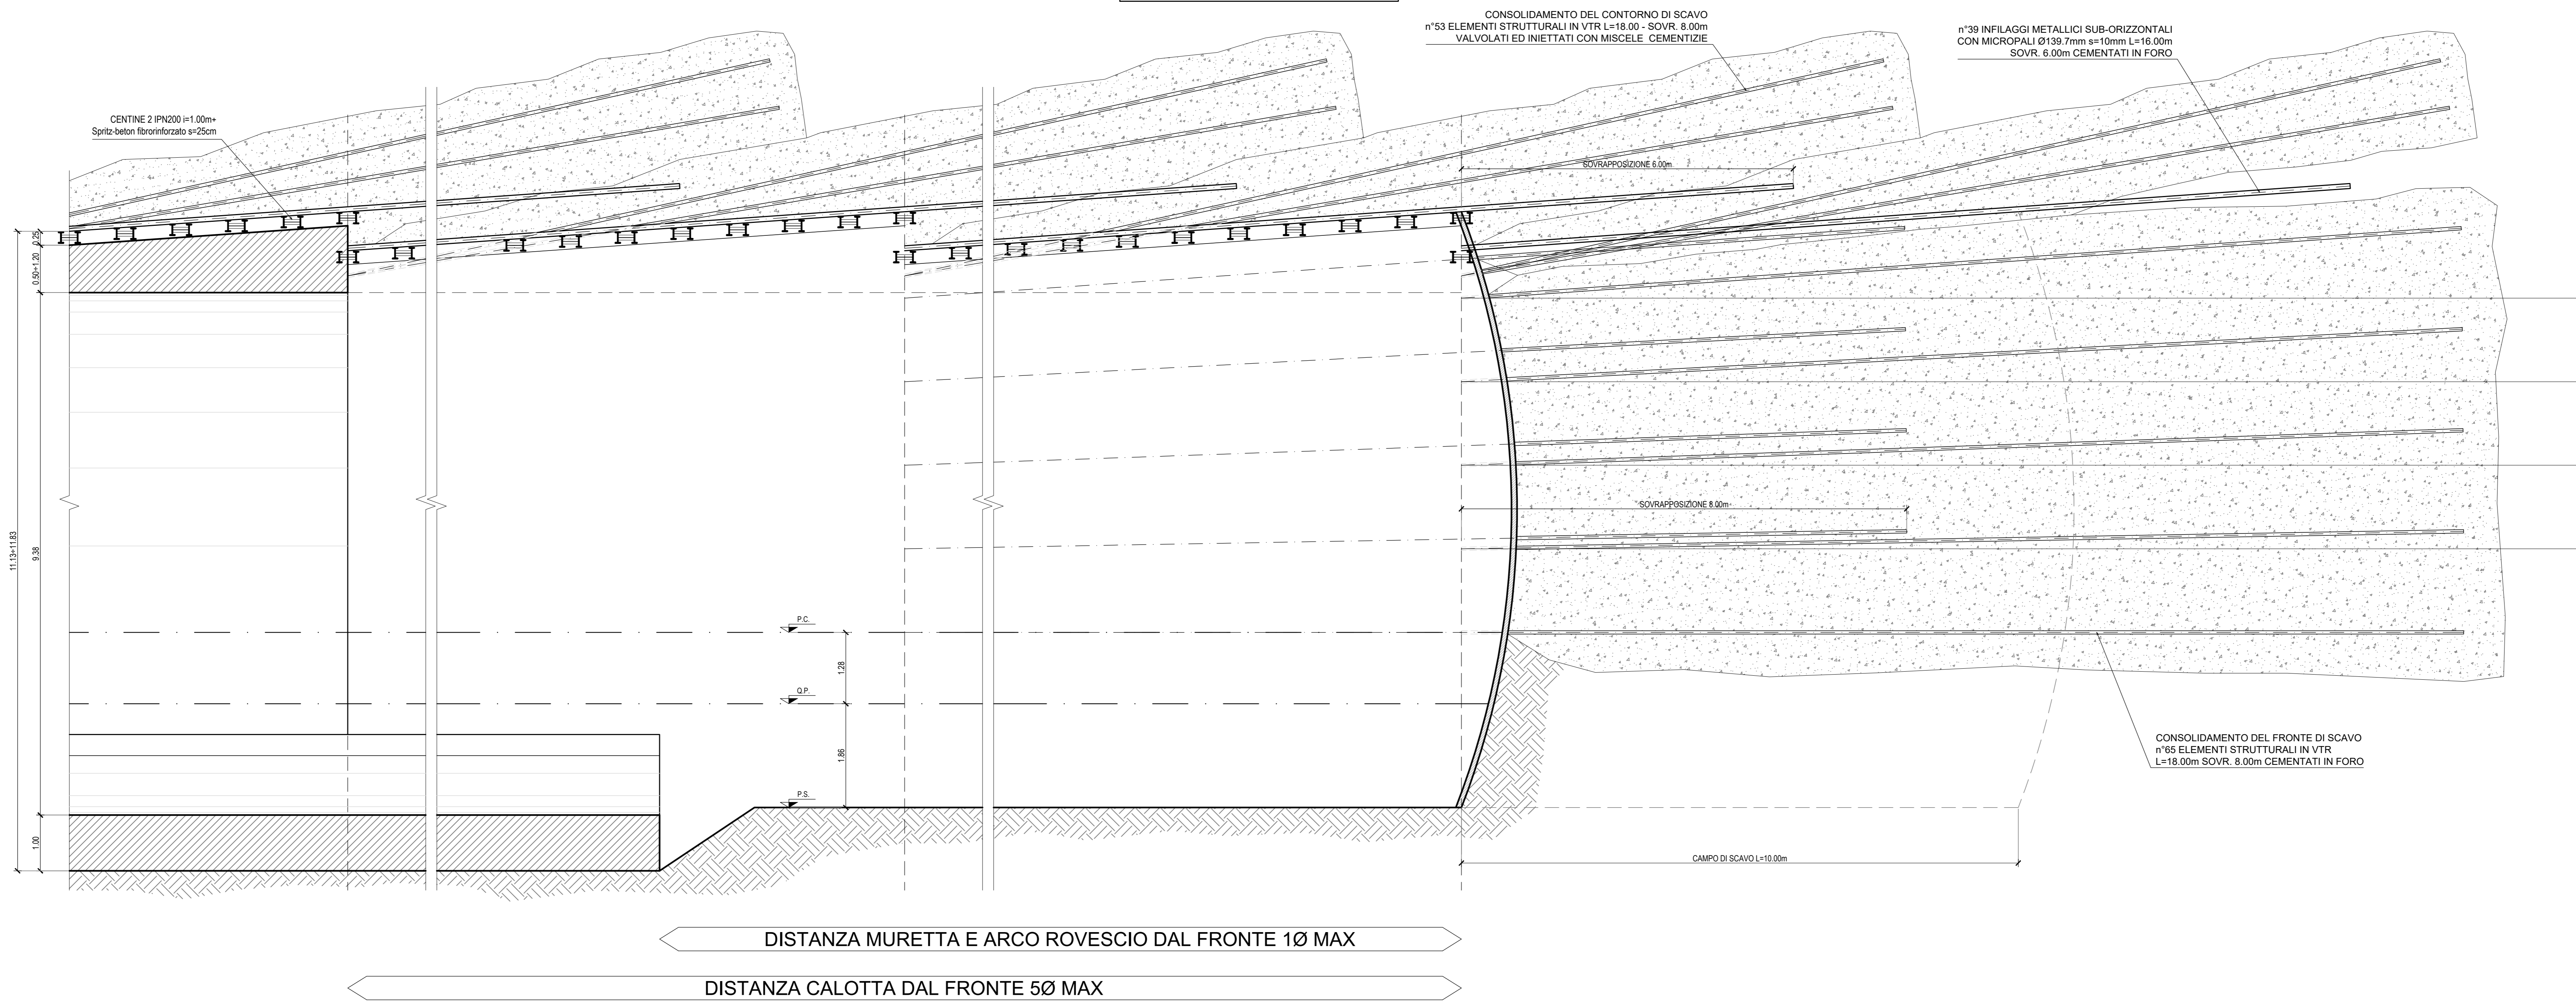 CONSOLIDAMENTO DEL CONTORNO DI SCAVO
n°53 ELEMENTI STRUTTURALI IN VTR L=18.00 - SOVR. 8.00m
VALVOLATI ED INIETTATI CON MISCELE CEMENTIZIE
n°39 INFILAGGI METALLICI SUB-ORIZZONTALI
CON MICROPALI Ø139.7mm s=10mm L=16.00m
SOVR. 6.00m CEMENTATI IN FORO
CENTINE 2 IPN200 i=1.00m+
Spritz-beton fibrorinforzato s=25cm
SOVRAPPOSIZIONE 6.00m
0.25
0.50÷1.20
11.13÷11.83
9.38
SOVRAPPOSIZIONE 8.00m
P.C.
1.28
Q.P.
1.86
P.S.
1.00
CONSOLIDAMENTO DEL FRONTE DI SCAVO
n°65 ELEMENTI STRUTTURALI IN VTR
L=18.00m SOVR. 8.00m CEMENTATI IN FORO
CAMPO DI SCAVO L=10.00m
DISTANZA MURETTA E ARCO ROVESCIO DAL FRONTE 1Ø MAX
DISTANZA CALOTTA DAL FRONTE 5Ø MAX